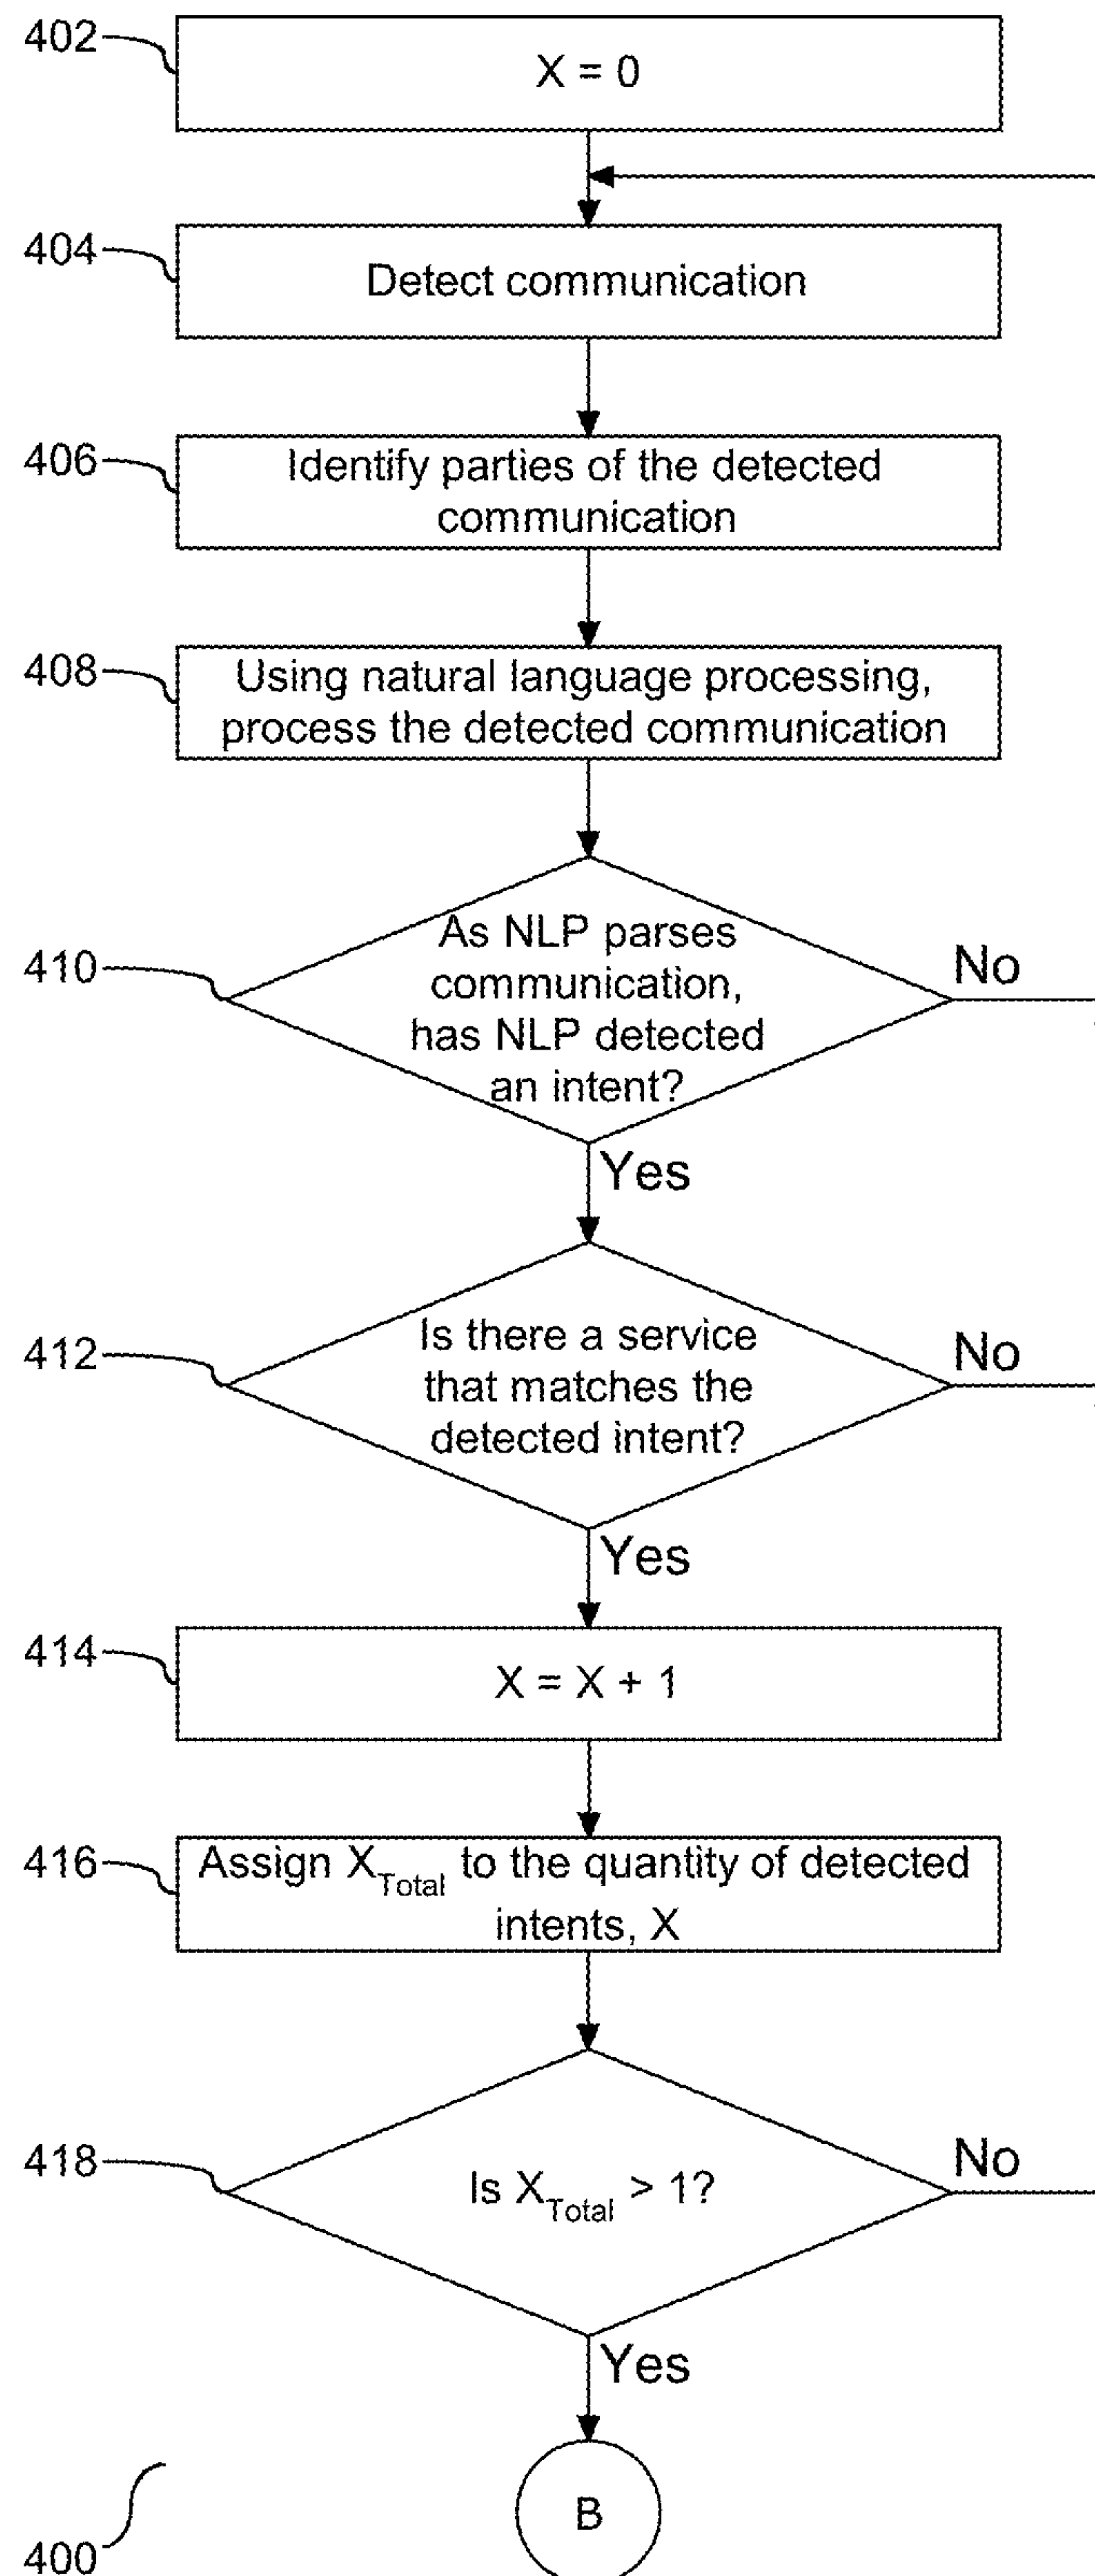 402
X = 0
404
Detect communication
406
Identify parties of the detected
communication
408
Using natural language processing,
process the detected communication
410
As NLP parses
communication,
has NLP detected
an intent?
No
Yes
412
Is there a service
that matches the
detected intent?
No
Yes
414
X = X + 1
416
Assign XTotal to the quantity of detected
intents, X
418
Is XTotal > 1?
No
Yes
B
400